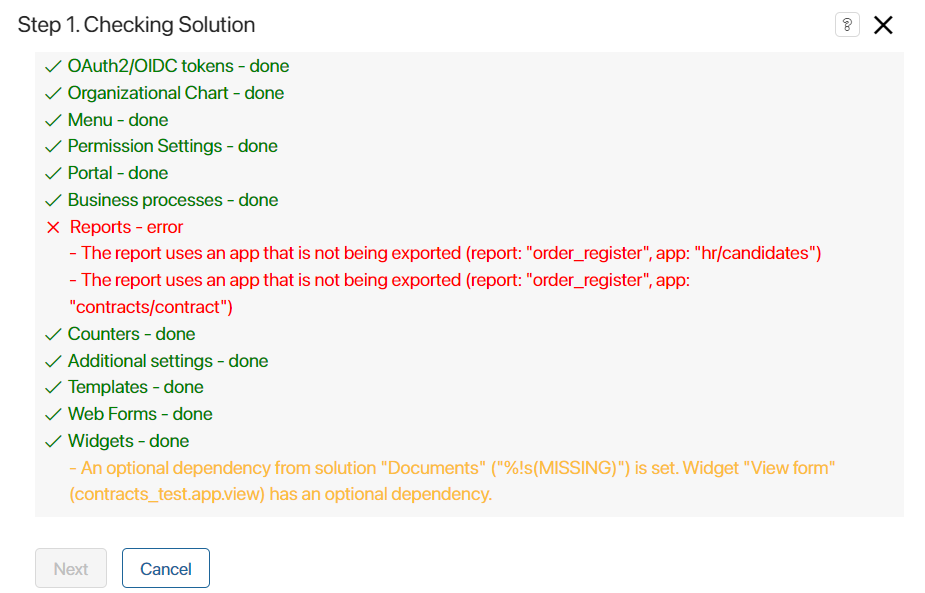 Step 1. Checking Solution
?
OAuth2/OIDC tokens - done
Organizational Chart - done
Menu - done
Permission Settings - done
Portal - done
Business processes - done
Reports - error
- The report uses an app that is not being exported (report: "order_register", app: "hr/candidates")
- The report uses an app that is not being exported (report: "order_register", app:
"contracts/contract")
Counters - done
Additional settings - done
Templates - done
Web Forms - done
Widgets - done
- An optional dependency from solution "Documents" ("%!s(MISSING)") is set. Widget "View form"
(contracts_test.app.view) has an optional dependency.
Next
Cancel